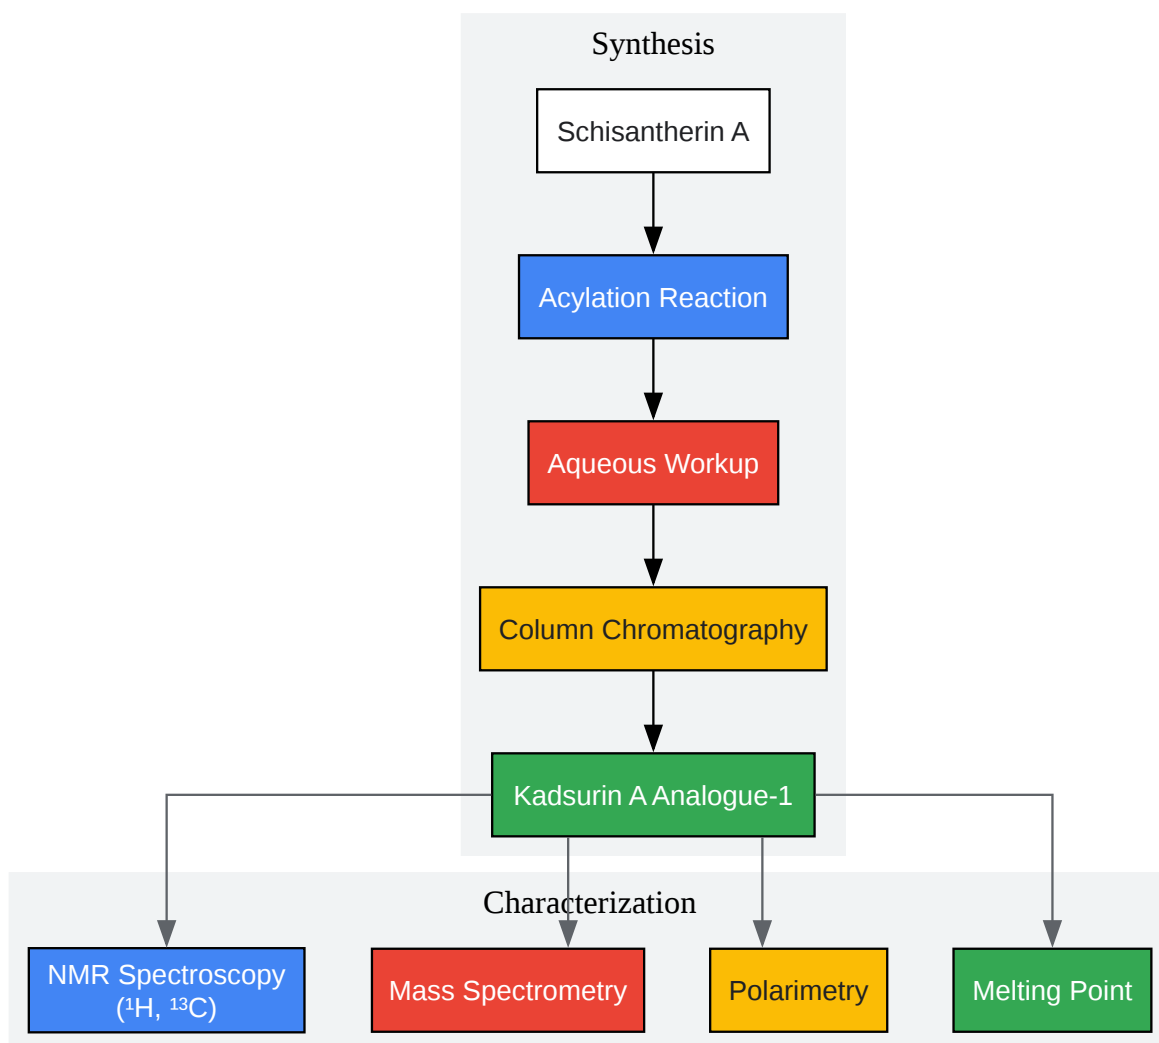 Synthesis
Schisantherin A
Acylation Reaction
Aqueous Workup
Column Chromatography
Kadsurin A Analogue-1
Characterization
NMR Spectroscopy
(¹H, ¹³C)
Mass Spectrometry
Polarimetry
Melting Point